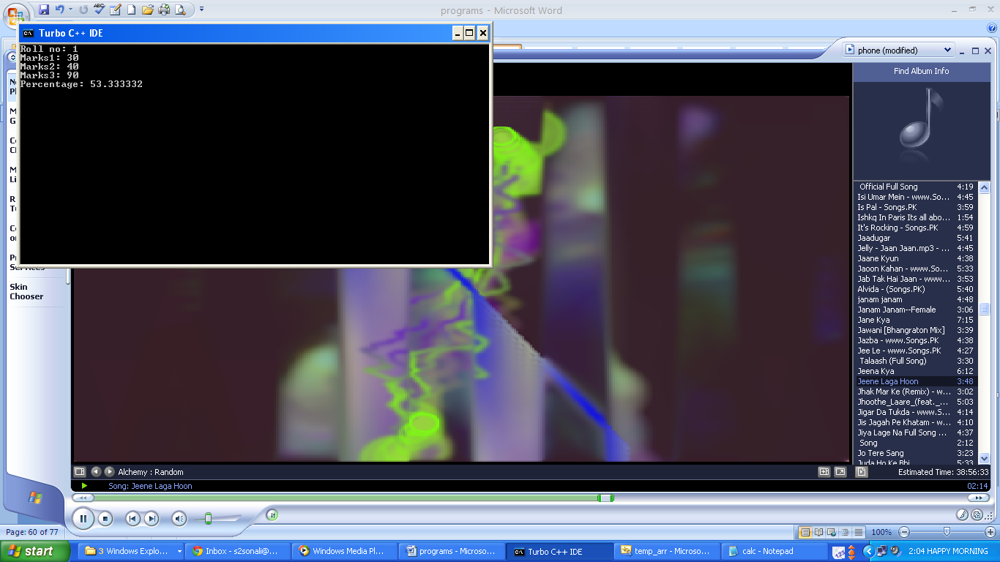 programs - Microsoft Word
Turbo C++ IDE
Roll no: 1
Marks1: 30
Marks2: 40
Marks3: 90
Percentage: 53.333332
Skin
Chooser
phone (modified)
Find Album Info
Official Full Song 4:19
Isi Umar Mein - www.So... 4:45
Is Pal - Songs.PK 3:59
Ishkq In Paris Its all abo... 1:54
It's Rocking - Songs.PK 4:59
Jaadugar 5:41
Jelly - Jaan Jaan.mp3 - ... 4:45
Jaane Kyun 4:38
Jaoon Kahan - www.So... 5:33
Jab Tak Hai Jaan - www... 3:53
Alvida - (Songs.PK) 5:40
janam janam 4:48
Janam Janam--Female 3:06
Jane Kya 7:15
Jawani [Bhangraton Mix] 3:39
Jazba - www.Songs.PK 4:38
Jee Le - www.Songs.PK 4:27
Talaash (Full Song) 3:30
Jeena Kya 6:12
Jeene Laga Hoon 3:48
Jhak Mar Ke (Remix) - w... 3:02
Jhoothe_Laare_(feat._... 5:03
Jigar Da Tukda - www.S... 4:14
Jis Jagah Pe Khatam - w... 4:10
Jiya Lage Na Full Song ... 4:37
Song 2:12
Jo Tere Sang 3:23
Juda Ho Ke Bhi 5:33
Alchemy : Random
Estimated Time: 38:56:33
Song: Jeene Laga Hoon
02:14
Page: 60 of 77
100%
start
3 Windows Explo...
Inbox - s2sonali@...
Windows Media Pl...
programs - Microso...
Turbo C++ IDE
temp_arr - Microso...
calc - Notepad
2:04 HAPPY MORNING